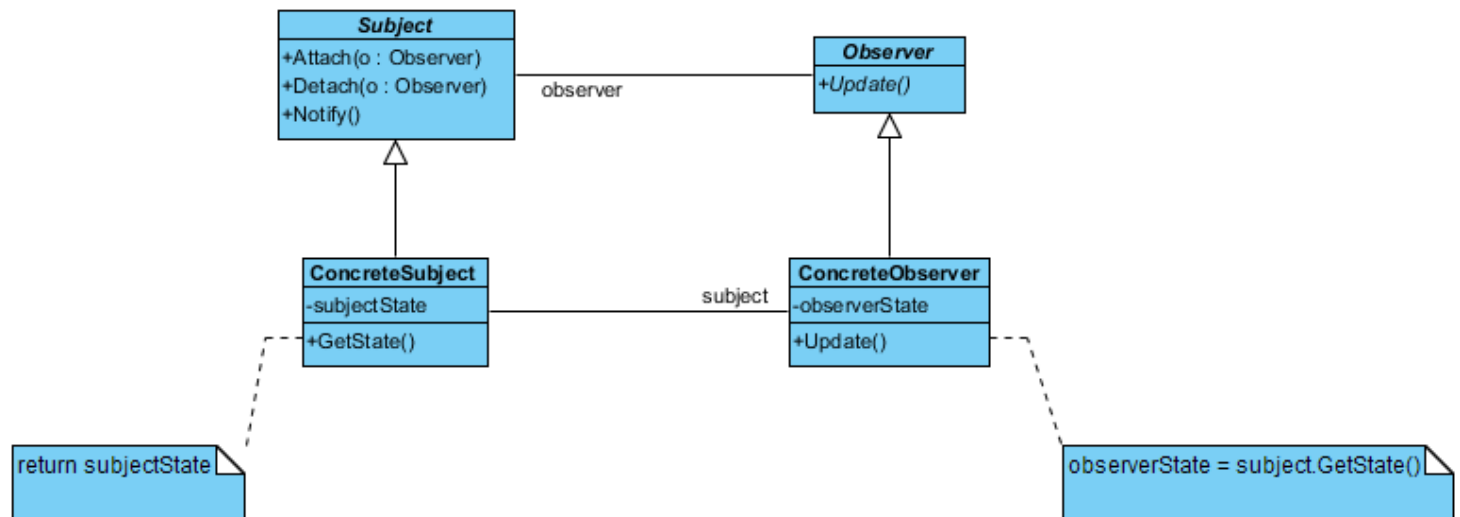 Subject
+Attach(o : Observer)
+Detach(o : Observer)
+Notify()
observer
Observer
+Update()
ConcreteSubject
-subjectState
+GetState()
subject
ConcreteObserver
-observerState
+Update()
return subjectState
observerState = subject.GetState()